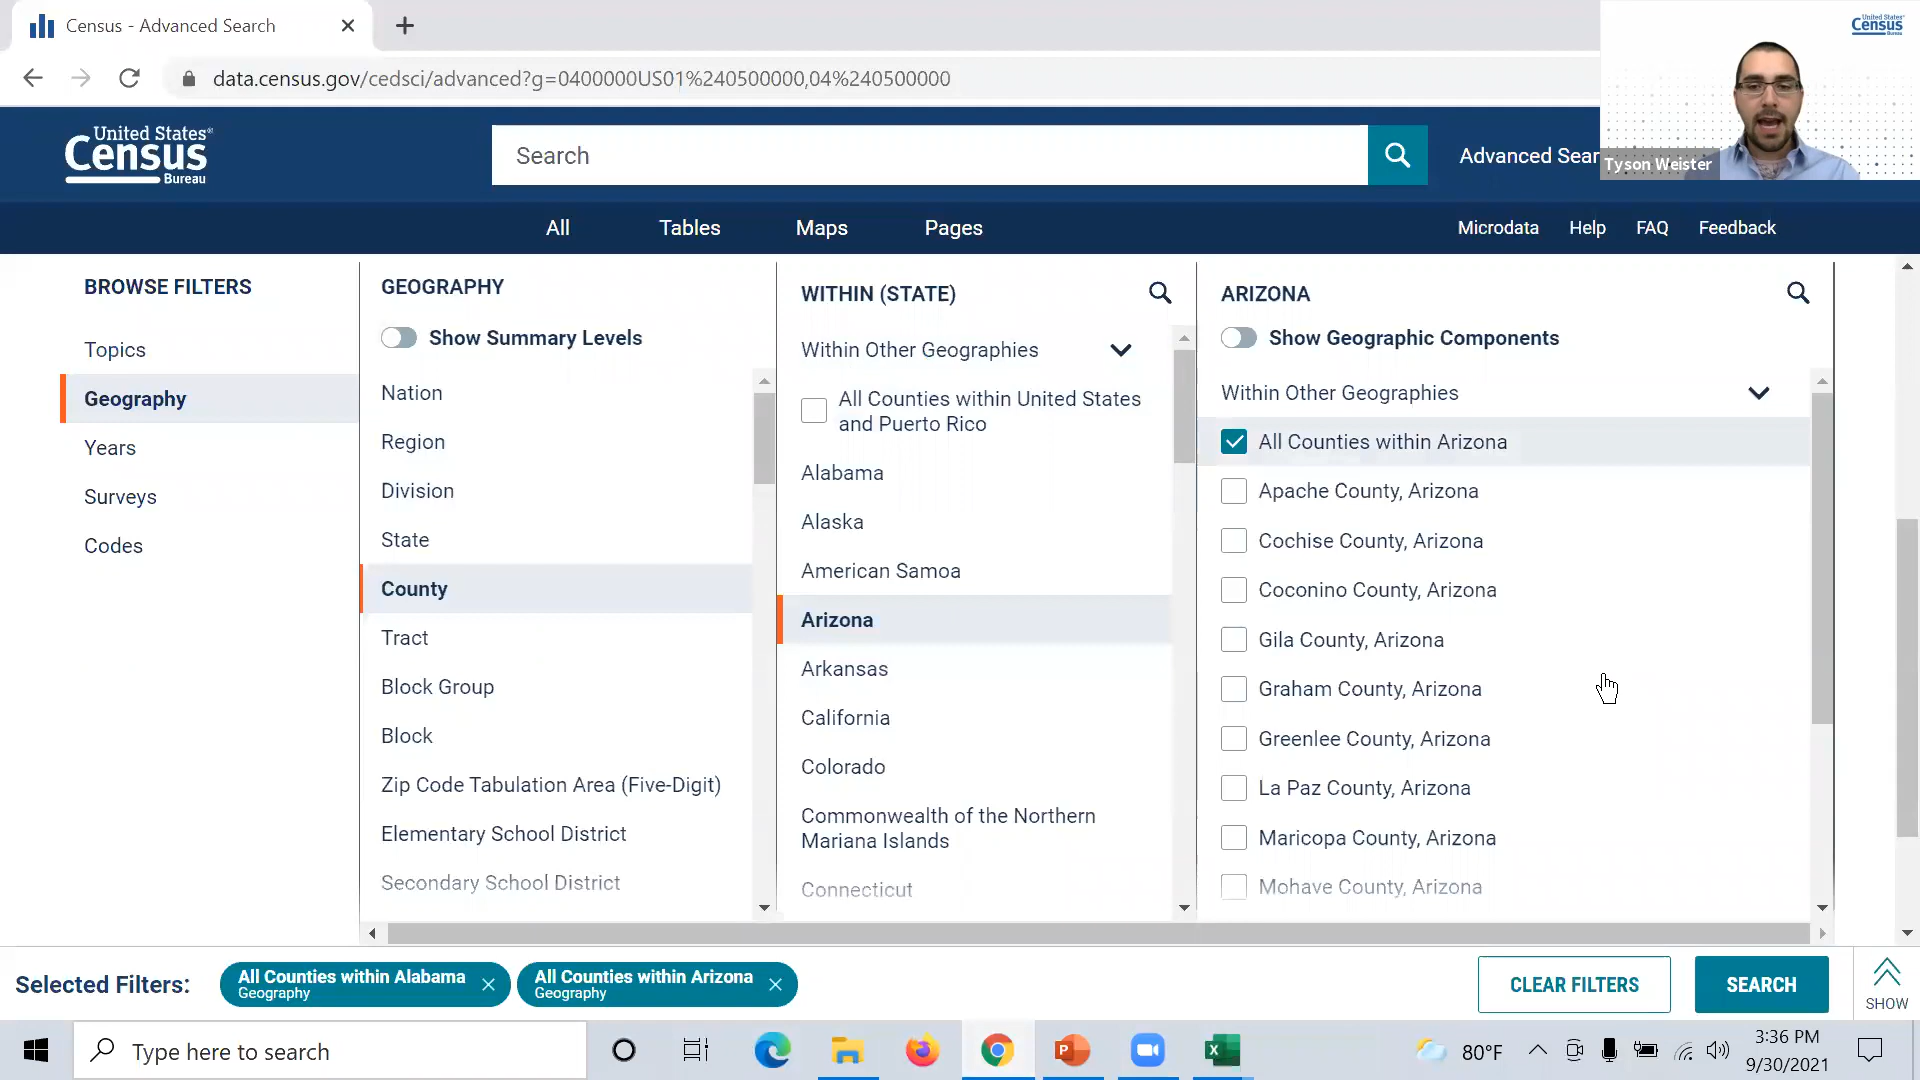 Census - Advanced Search
data.census.gov/cedsci/advanced?g=0400000US01%240500000,04%240500000
United States
Census
Bureau
Tyson Weister
United States®
Census
Bureau
Search
Advanced Sear
All
Tables
Maps
Pages
Microdata
Help
FAQ
Feedback
BROWSE FILTERS
Topics
Geography
Years
Surveys
Codes
GEOGRAPHY
Show Summary Levels
Nation
Region
Division
State
County
Tract
Block Group
Block
Zip Code Tabulation Area (Five-Digit)
Elementary School District
Secondary School District
WITHIN (STATE)
Within Other Geographies
All Counties within United States
and Puerto Rico
Alabama
Alaska
American Samoa
Arizona
Arkansas
California
Colorado
Commonwealth of the Northern
Mariana Islands
Connecticut
ARIZONA
Show Geographic Components
Within Other Geographies
All Counties within Arizona
Apache County, Arizona
Cochise County, Arizona
Coconino County, Arizona
Gila County, Arizona
Graham County, Arizona
Greenlee County, Arizona
La Paz County, Arizona
Maricopa County, Arizona
Mohave County, Arizona
Selected Filters:
All Counties within Alabama
Geography
All Counties within Arizona
Geography
CLEAR FILTERS
SEARCH
SHOW
Type here to search
80°F
3:36 PM
9/30/2021